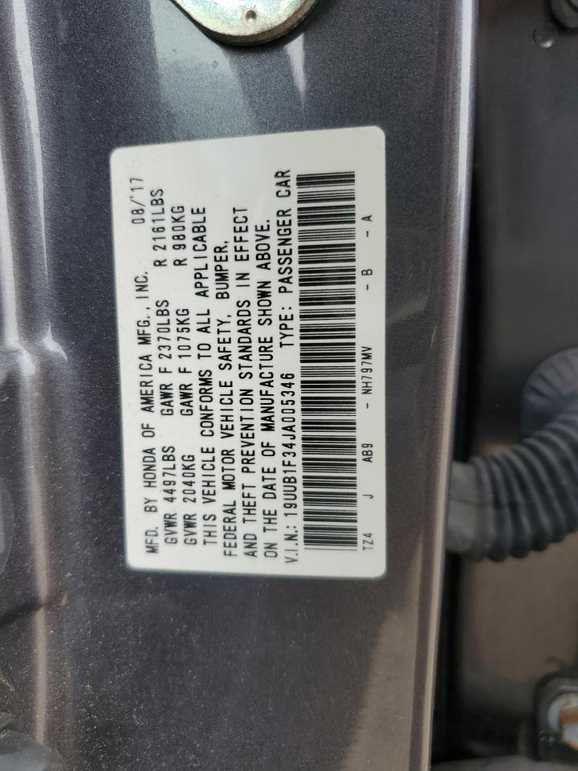 MFD. BY HONDA OF AMERICA MFG., INC. 08/'17
GVWR 4497LBS GAWR F 2370LBS R 2161LBS
GVWR 2040KG GAWR F 1075KG R 980KG
THIS VEHICLE CONFORMS TO ALL APPLICABLE
FEDERAL MOTOR VEHICLE SAFETY, BUMPER,
AND THEFT PREVENTION STANDARDS IN EFFECT
ON THE DATE OF MANUFACTURE SHOWN ABOVE.
V.I.N.: 19UUB1F34JA005346 TYPE: PASSENGER CAR
TZ4 J AB9 - NH797MV - B - A